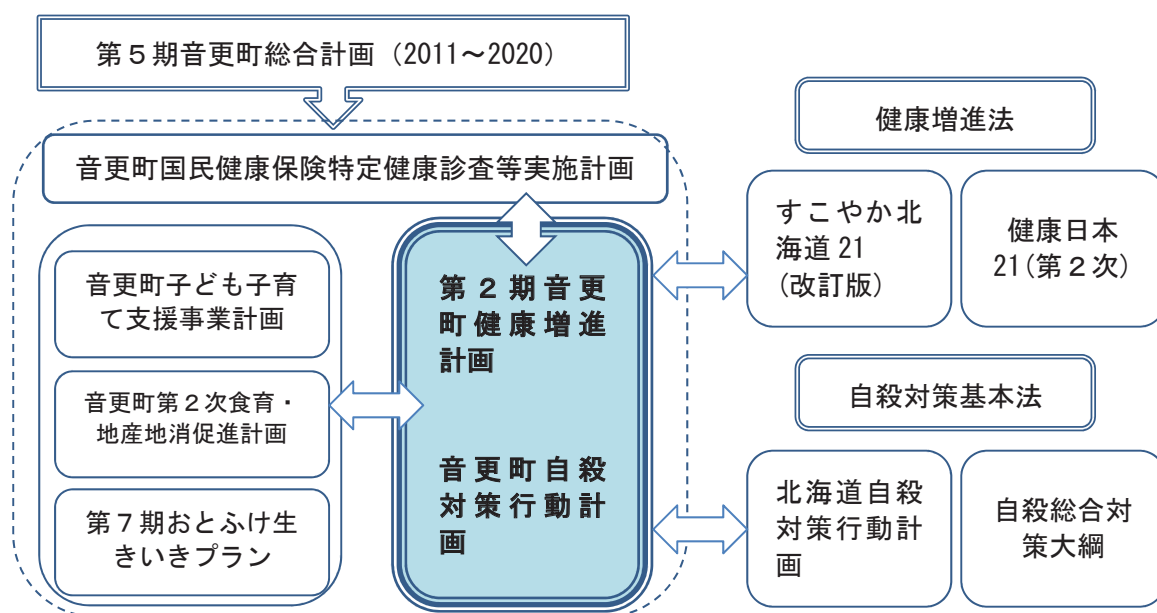 第５期音更町総合計画（2011～2020）
音更町国民健康保険特定健康診査等実施計画
音更町子ども子育
て支援事業計画
音更町第２次食育・
地産地消促進計画
第７期おとふけ生
きいきプラン
第２期音更
町健康増進
計画
音更町自殺
対策行動計
画
健康増進法
すこやか北
海道21
(改訂版)
健康日本
21(第２次)
自殺対策基本法
北海道自殺
対策行動計
画
自殺総合対
策大綱